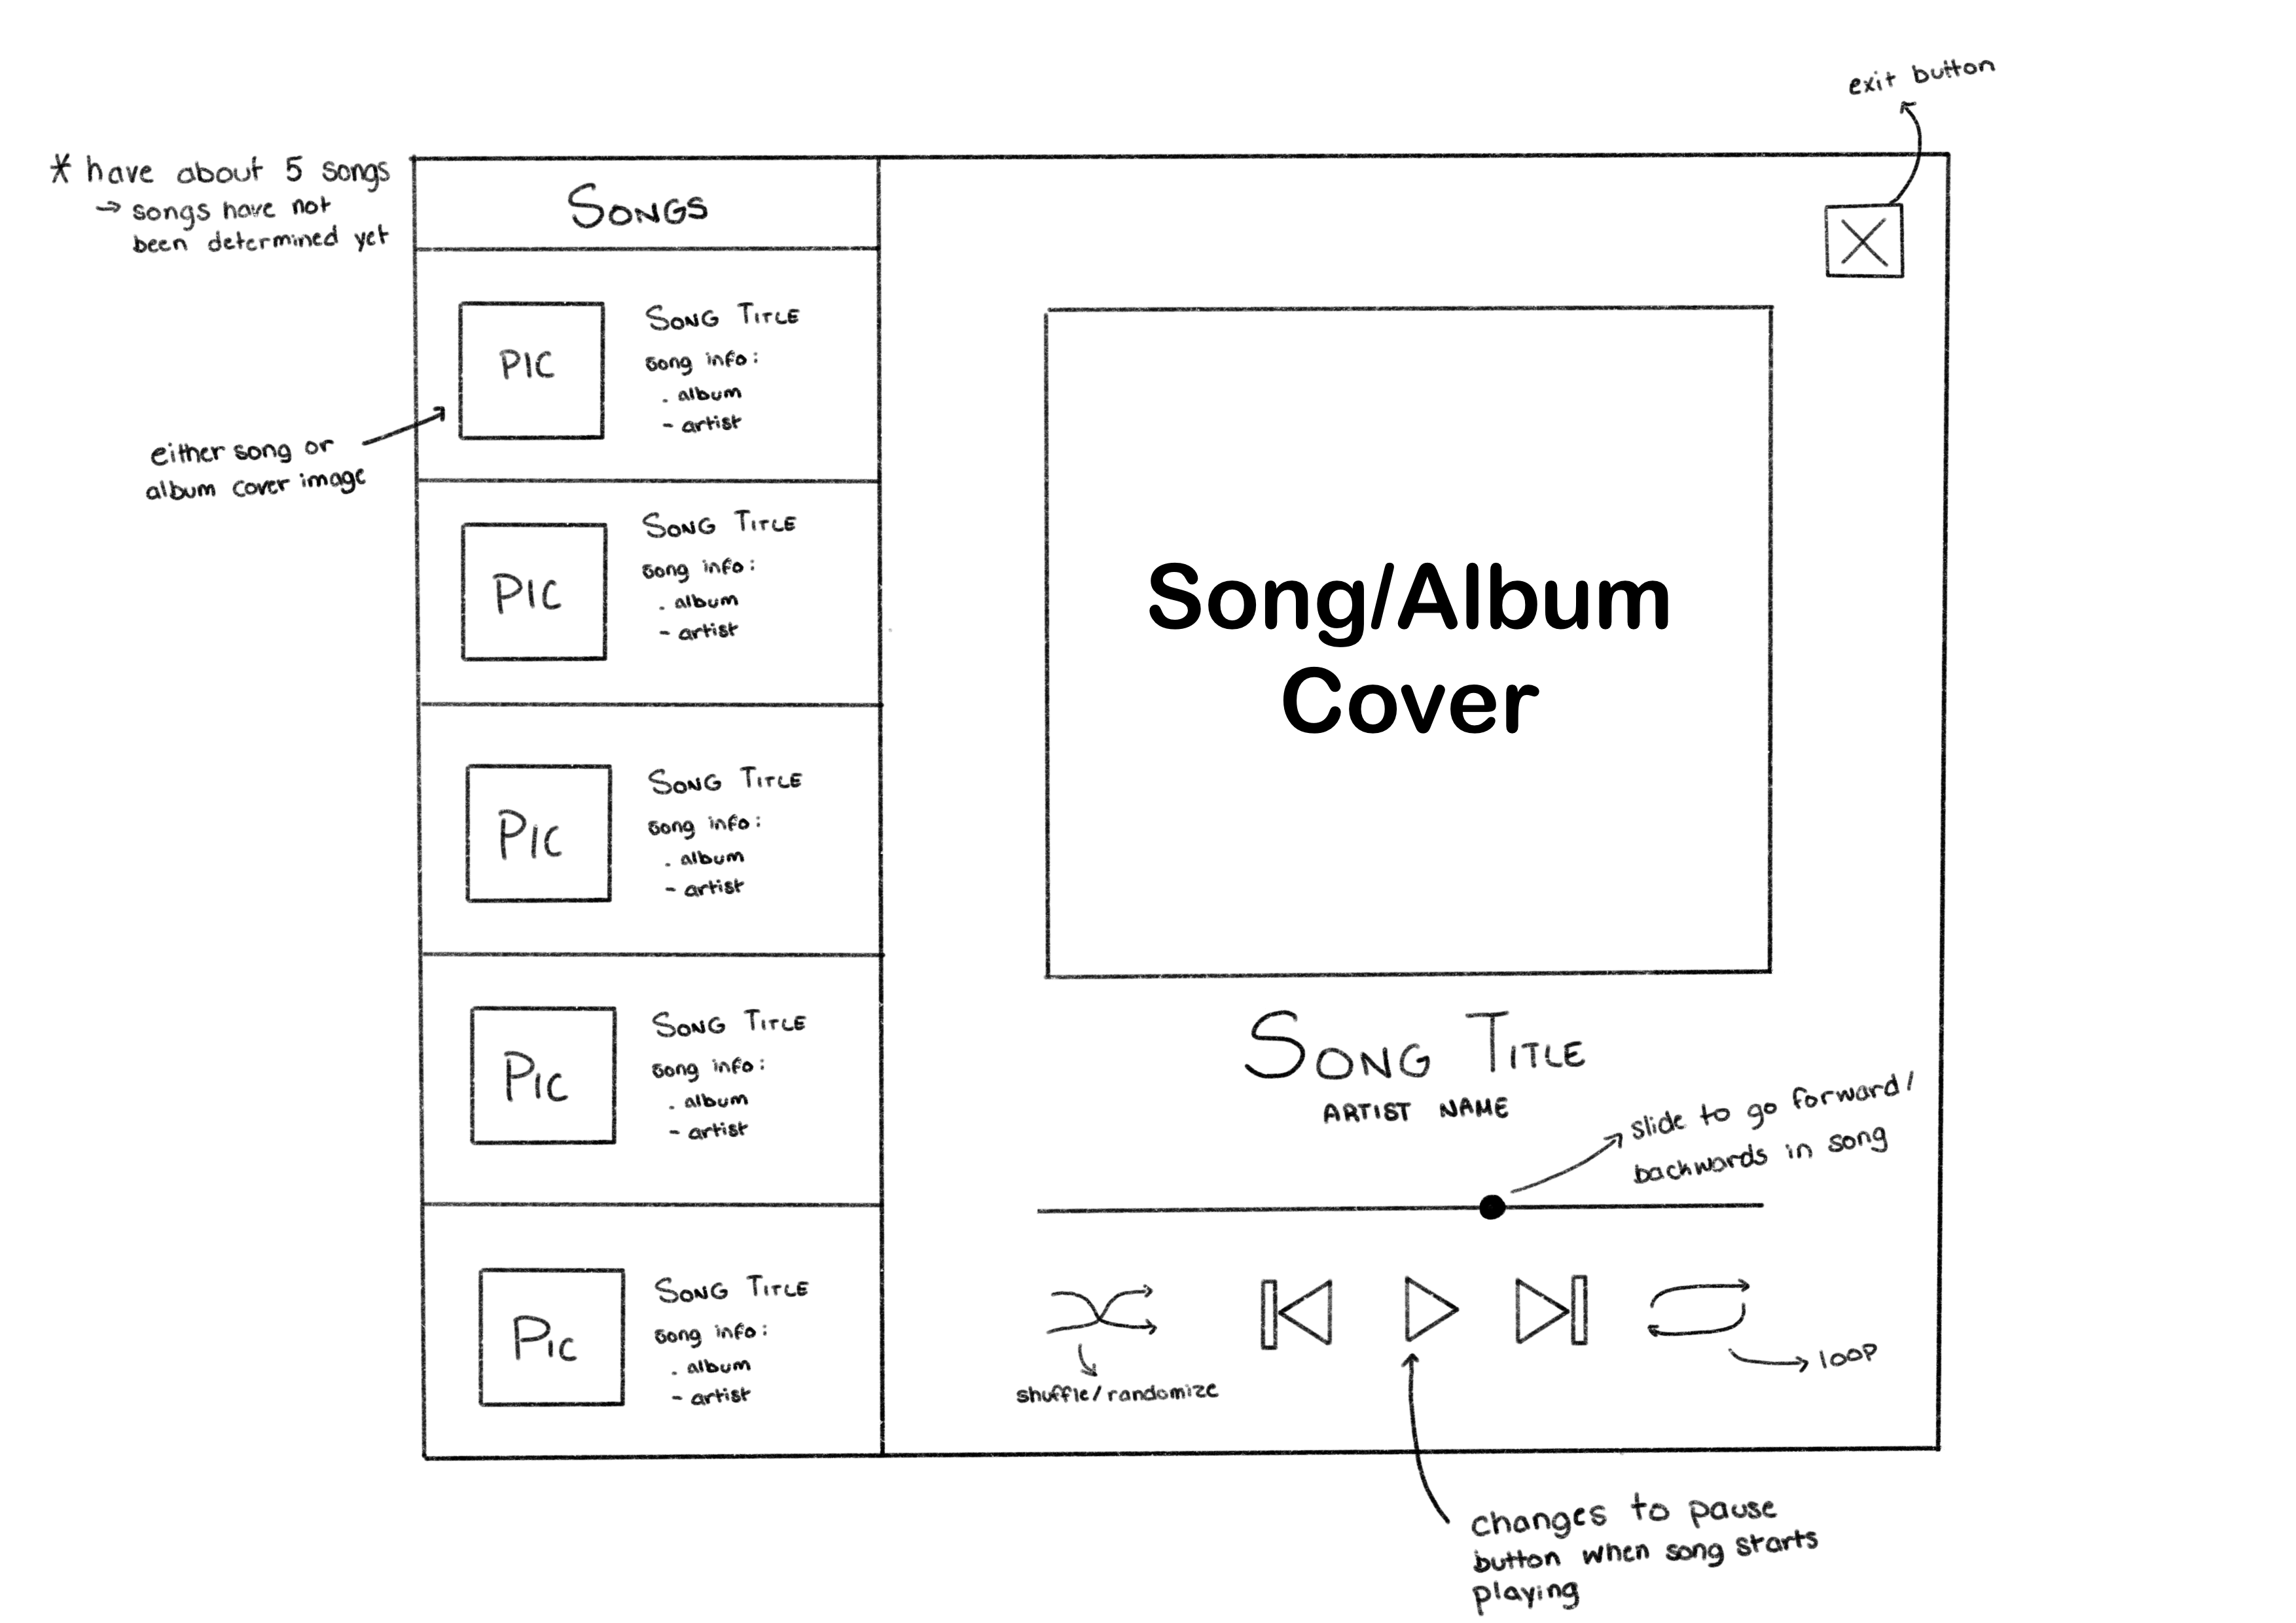 exit button
* have about 5 songs
→ songs have not
been determined yet
SONGS
X
PIC
SONG TITLE
song info:
. album
- artist
either song or
album cover image
PIC
SONG TITLE
song info:
. album
- artist
PIC
SONG TITLE
song info:
. album
- artist
PIC
SONG TITLE
song info:
. album
- artist
PIC
SONG TITLE
song info:
. album
- artist
Song/Album
Cover
SONG TITLE
ARTIST NAME
slide to go forward/
backwards in song
shuffle/randomize
loop
changes to pause
button when song starts
playing